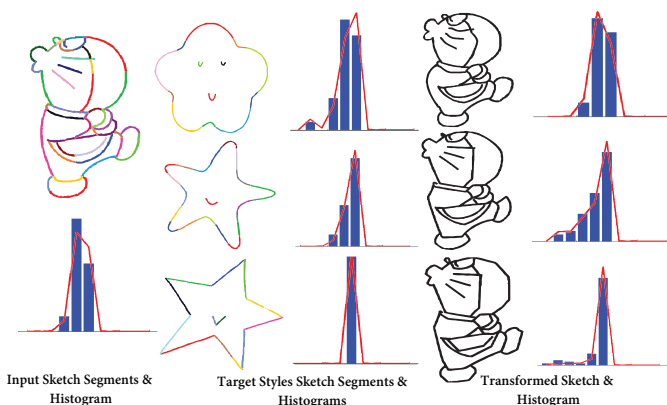 Input Sketch Segments &
Histogram
Target Styles Sketch Segments &
Histograms
Transformed Sketch &
Histogram